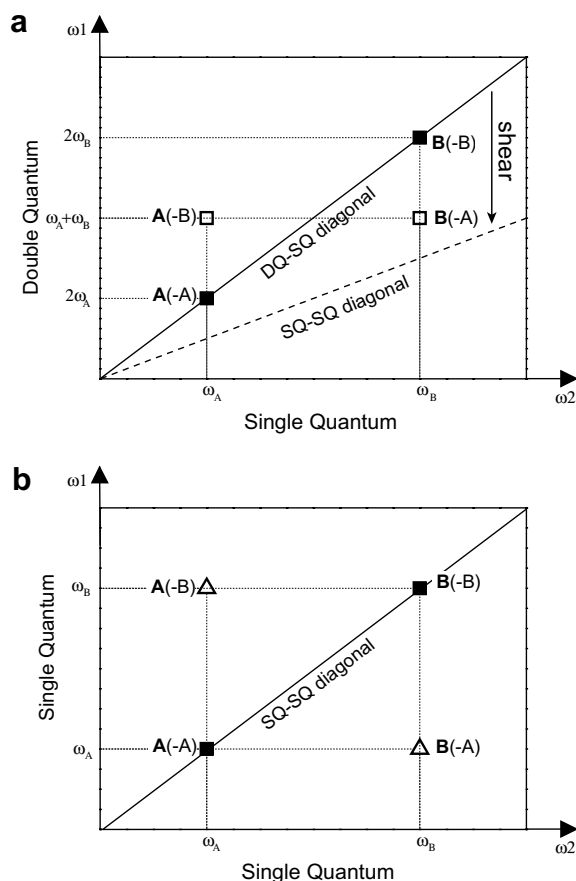 a
ω1
Double Quantum
2ω_B
B(-B)
shear
ω_A+ω_B
A(-B)
B(-A)
DQ-SQ diagonal
2ω_A
A(-A)
SQ-SQ diagonal
ω_A
ω_B
ω2
Single Quantum
b
ω1
Single Quantum
ω_B
A(-B)
B(-B)
SQ-SQ diagonal
ω_A
A(-A)
B(-A)
ω_A
ω_B
ω2
Single Quantum